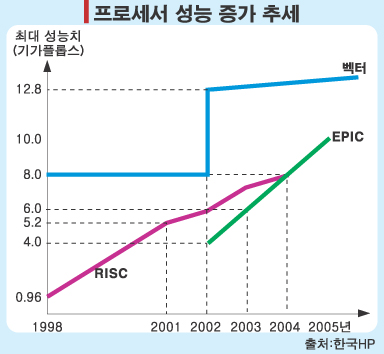 프로세서 성능 증가 추세
최대 성능치
(기가플롭스)
벡터
12.8
EPIC
10.0
8.0
6.0
5.2
4.0
RISC
0.96
1998 2001 2002 2003 2004 2005년
출처:한국HP